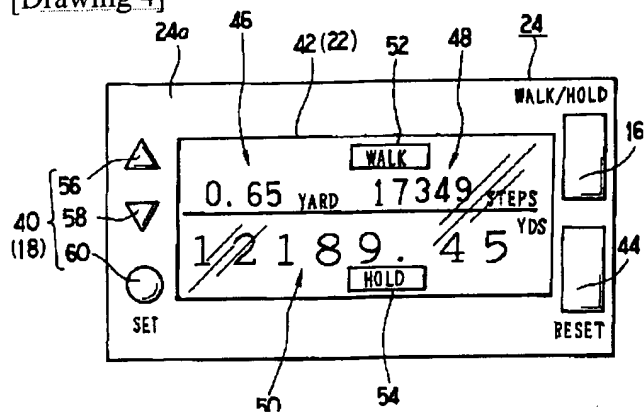 [Drawing 4]
24a
46
42 (22)
52
48
24
WALK/HOLD
56
58
60
40
(18)
WALK
0.65 YARD 17349 STEPS
12189.45 YDS
HOLD
16
44
SET
RESET
50
54